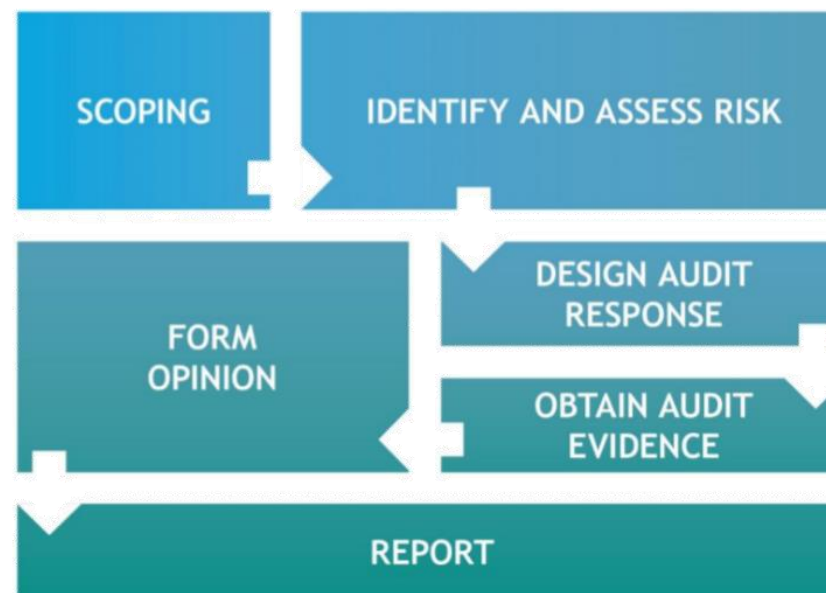 SCOPING
IDENTIFY AND ASSESS RISK
DESIGN AUDIT
RESPONSE
OBTAIN AUDIT
EVIDENCE
FORM
OPINION
REPORT